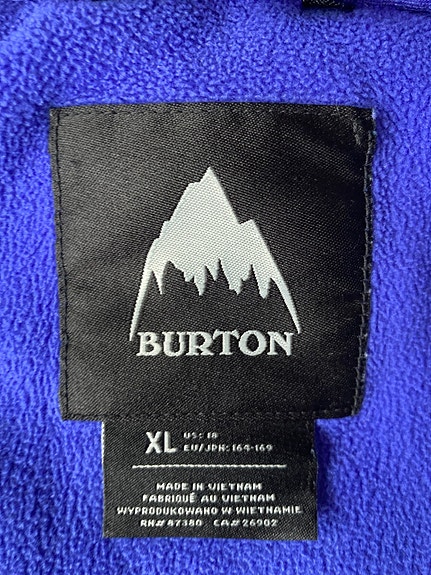 BURTON
XL US: 18
EU/JPN: 164-169
MADE IN VIETNAM
FABRIQUÉ AU VIETNAM
WYPRODUKOWANO W WIETNAMIE
RN# 87380 CA# 26902